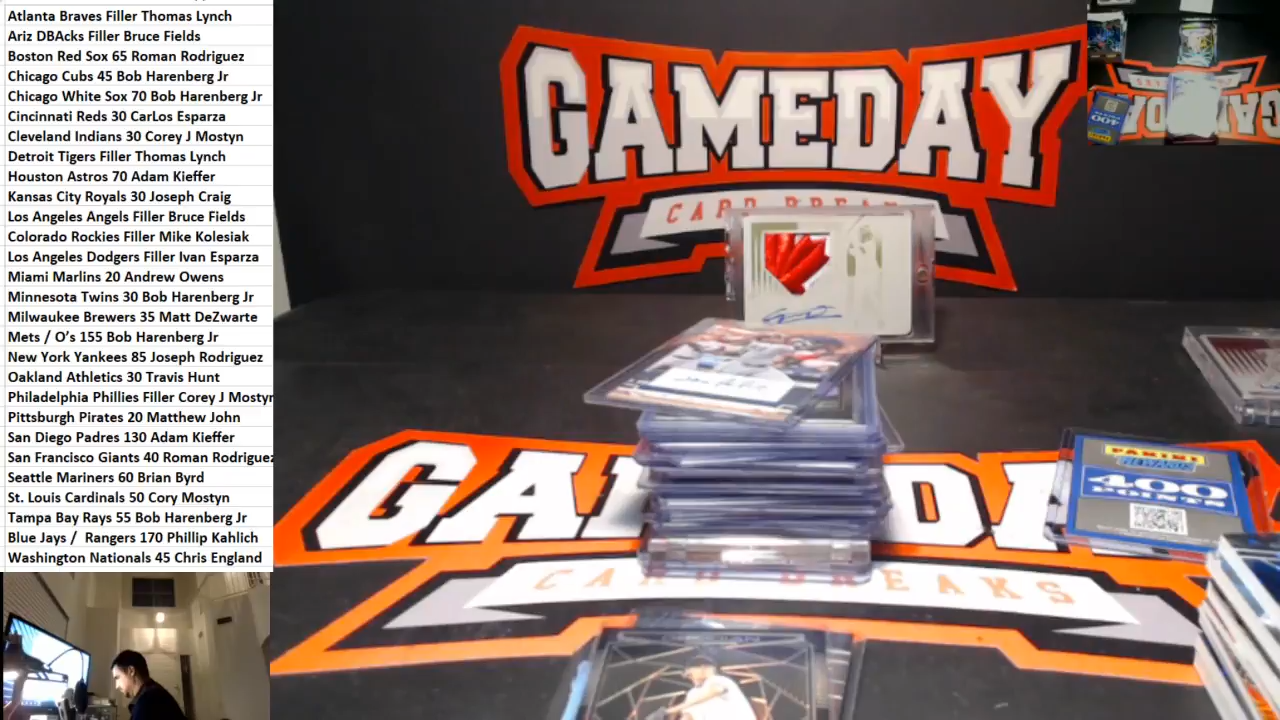 Atlanta Braves Filler Thomas Lynch
Ariz DBAcks Filler Bruce Fields
Boston Red Sox 65 Roman Rodriguez
Chicago Cubs 45 Bob Harenberg Jr
Chicago White Sox 70 Bob Harenberg Jr
Cincinnati Reds 30 CarLos Esparza
Cleveland Indians 30 Corey J Mostyn
Detroit Tigers Filler Thomas Lynch
Houston Astros 70 Adam Kieffer
Kansas City Royals 30 Joseph Craig
Los Angeles Angels Filler Bruce Fields
Colorado Rockies Filler Mike Kolesiak
Los Angeles Dodgers Filler Ivan Esparza
Miami Marlins 20 Andrew Owens
Minnesota Twins 30 Bob Harenberg Jr
Milwaukee Brewers 35 Matt DeZwarte
Mets / O’s 155 Bob Harenberg Jr
New York Yankees 85 Joseph Rodriguez
Oakland Athletics 30 Travis Hunt
Philadelphia Phillies Filler Corey J Mostyn
Pittsburgh Pirates 20 Matthew John
San Diego Padres 130 Adam Kieffer
San Francisco Giants 40 Roman Rodriguez
Seattle Mariners 60 Brian Byrd
St. Louis Cardinals 50 Cory Mostyn
Tampa Bay Rays 55 Bob Harenberg Jr
Blue Jays /  Rangers 170 Phillip Kahlich
Washington Nationals 45 Chris England
GAMEDAY
CARD BREAKS
PANINI
REWARDS
400
POINTS
GAMEDA
CARD BREAKS
400
GA